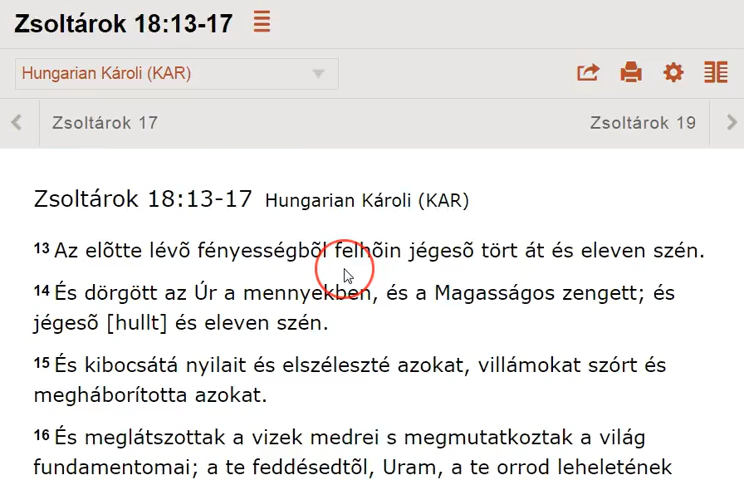 Zsoltárok 18:13-17
Hungarian Károli (KAR)
Zsoltárok 17
Zsoltárok 19
Zsoltárok 18:13-17 Hungarian Károli (KAR)
13 Az elõtte lévõ fényességbõl felhõin jégesõ tört át és eleven szén.
14 És dörgött az Úr a mennyekben, és a Magasságos zengett; és
jégesõ [hullt] és eleven szén.
15 És kibocsátá nyilait és elszéleszté azokat, villámokat szórt és
megháborította azokat.
16 És meglátszottak a vizek medrei s megmutatkoztak a világ
fundamentomai; a te feddésedtõl, Uram, a te orrod leheletének